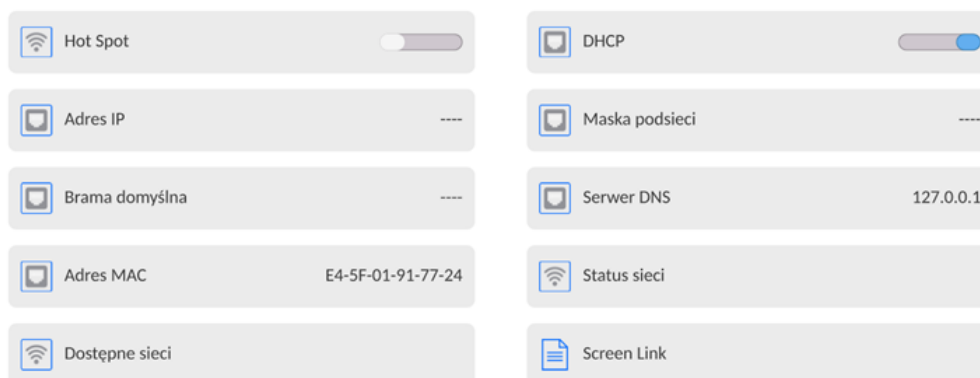 Hot Spot
DHCP
Adres IP ----
Maska podsieci ----
Brama domyślna ----
Serwer DNS 127.0.0.1
Adres MAC E4-5F-01-91-77-24
Status sieci
Dostępne sieci
Screen Link